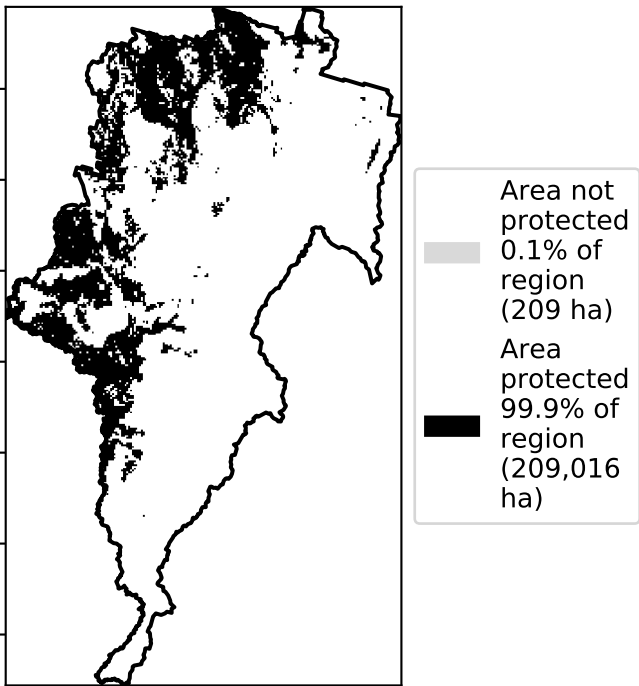 Area not
protected
0.1% of
region
(209 ha)
Area
protected
99.9% of
region
(209,016
ha)